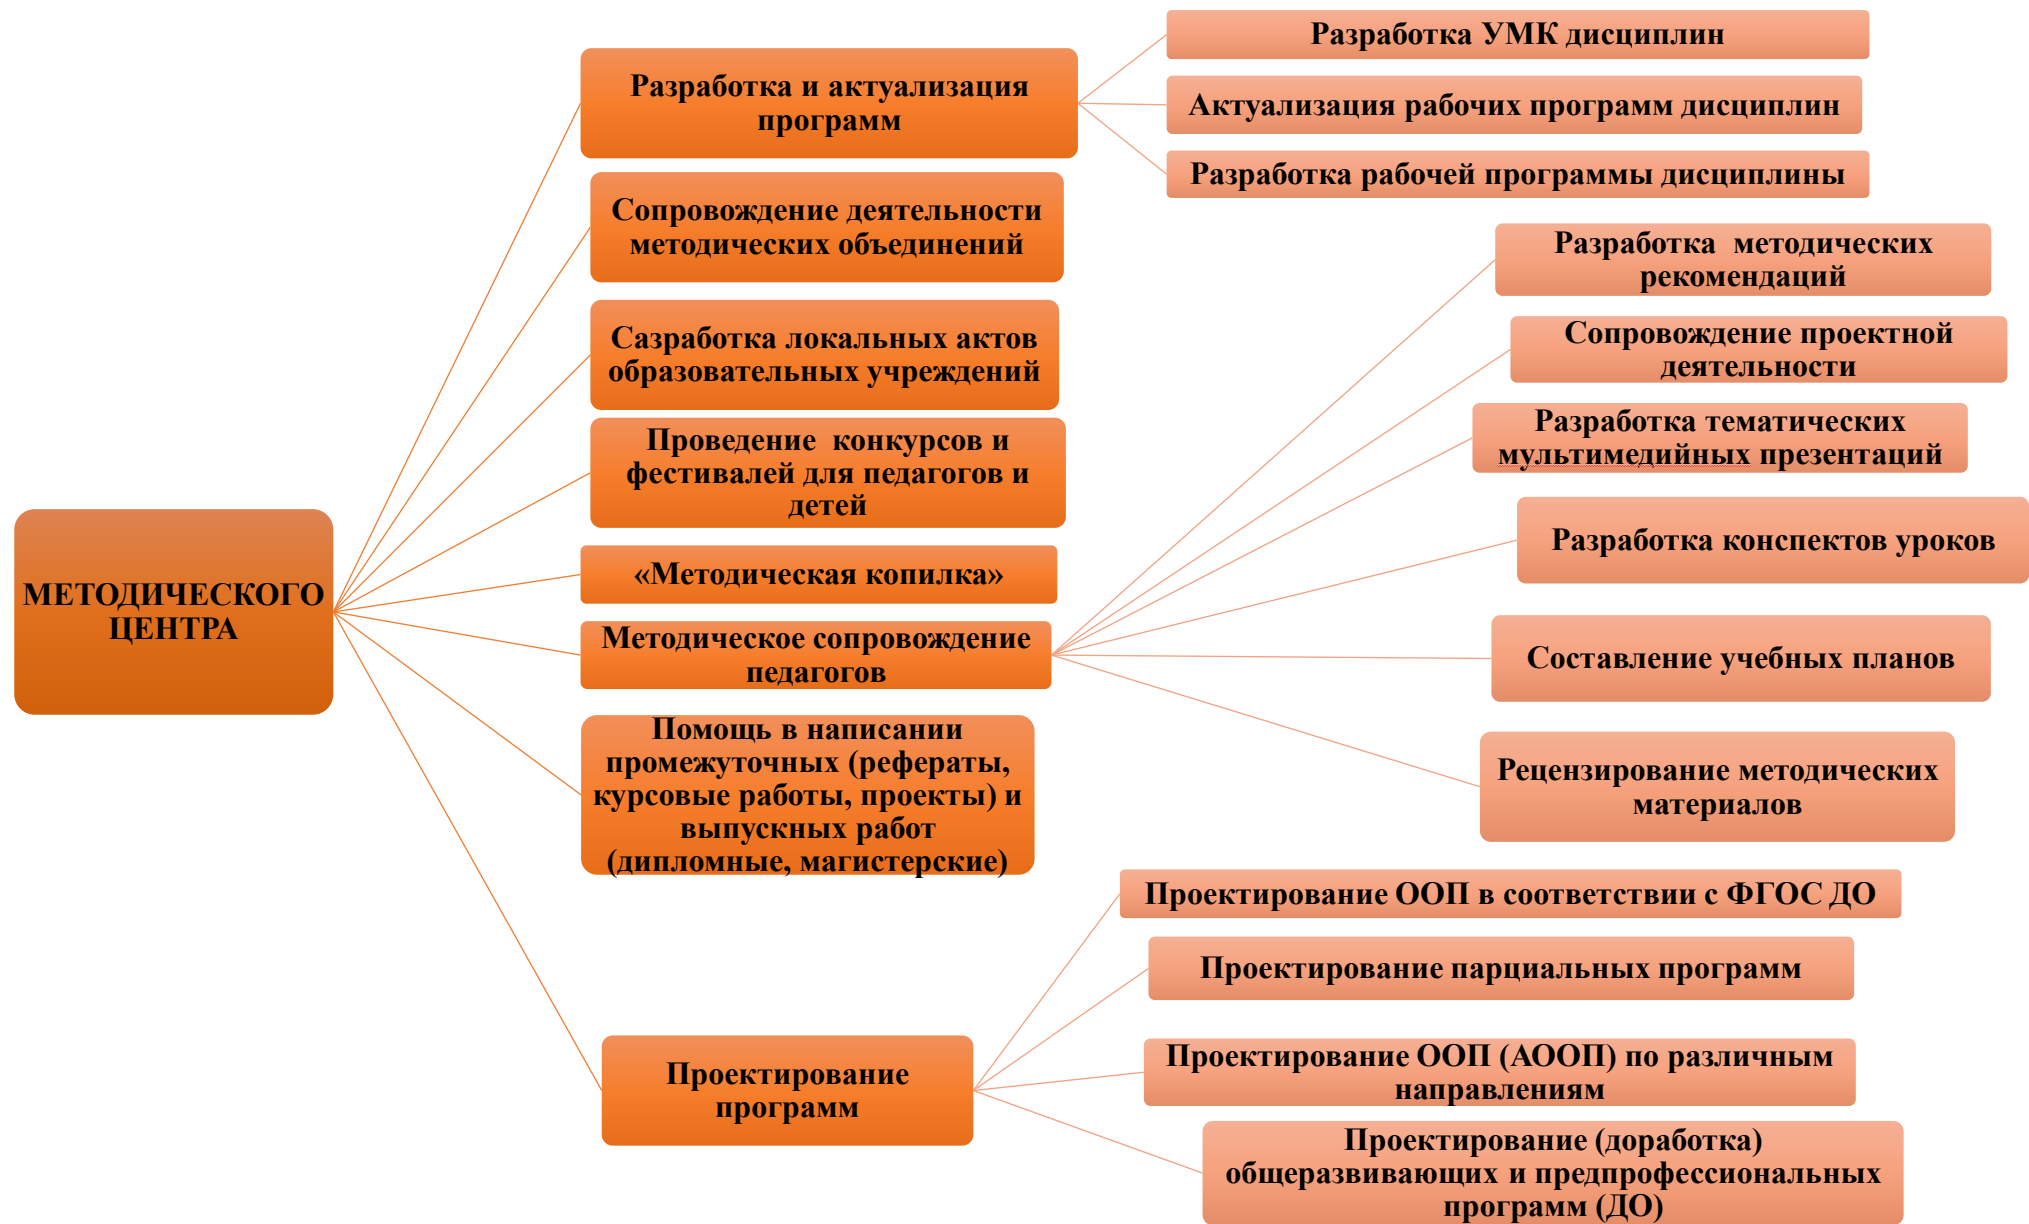 МЕТОДИЧЕСКОГО
ЦЕНТРА
Разработка и актуализация
программ
Разработка УМК дисциплин
Актуализация рабочих программ дисциплин
Разработка рабочей программы дисциплины
Сопровождение деятельности
методических объединений
Сазработка локальных актов
образовательных учреждений
Проведение конкурсов и
фестивалей для педагогов и
детей
«Методическая копилка»
Методическое сопровождение
педагогов
Разработка методических
рекомендаций
Сопровождение проектной
деятельности
Разработка тематических
мультимедийных презентаций
Разработка конспектов уроков
Составление учебных планов
Рецензирование методических
материалов
Помощь в написании
промежуточных (рефераты,
курсовые работы, проекты) и
выпускных работ
(дипломные, магистерские)
Проектирование
программ
Проектирование ООП в соответствии с ФГОС ДО
Проектирование парциальных программ
Проектирование ООП (АООП) по различным
направлениям
Проектирование (доработка)
общеразвивающих и предпрофессиональных
программ (ДО)